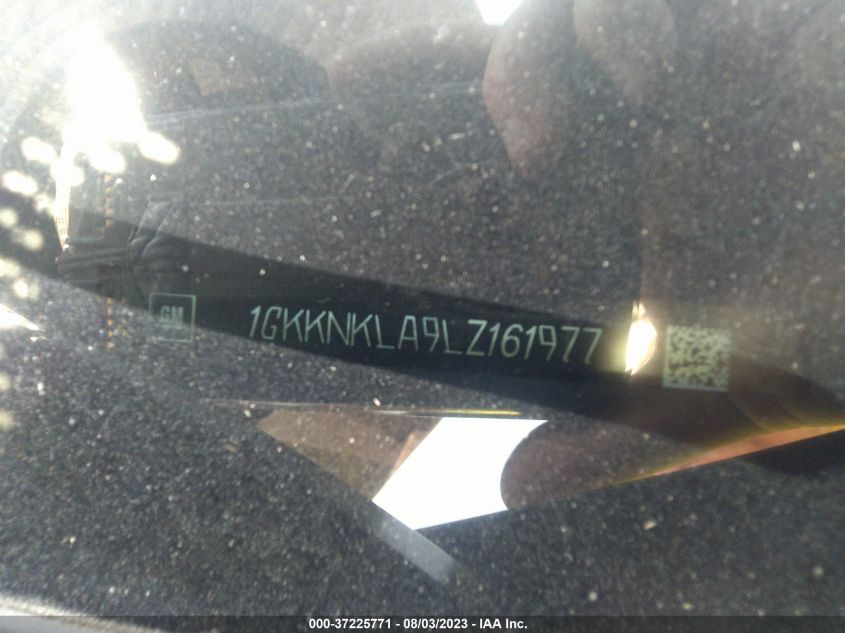 GM
1GKKNKLA9LZ161977
000-37225771 - 08/03/2023 - IAA Inc.